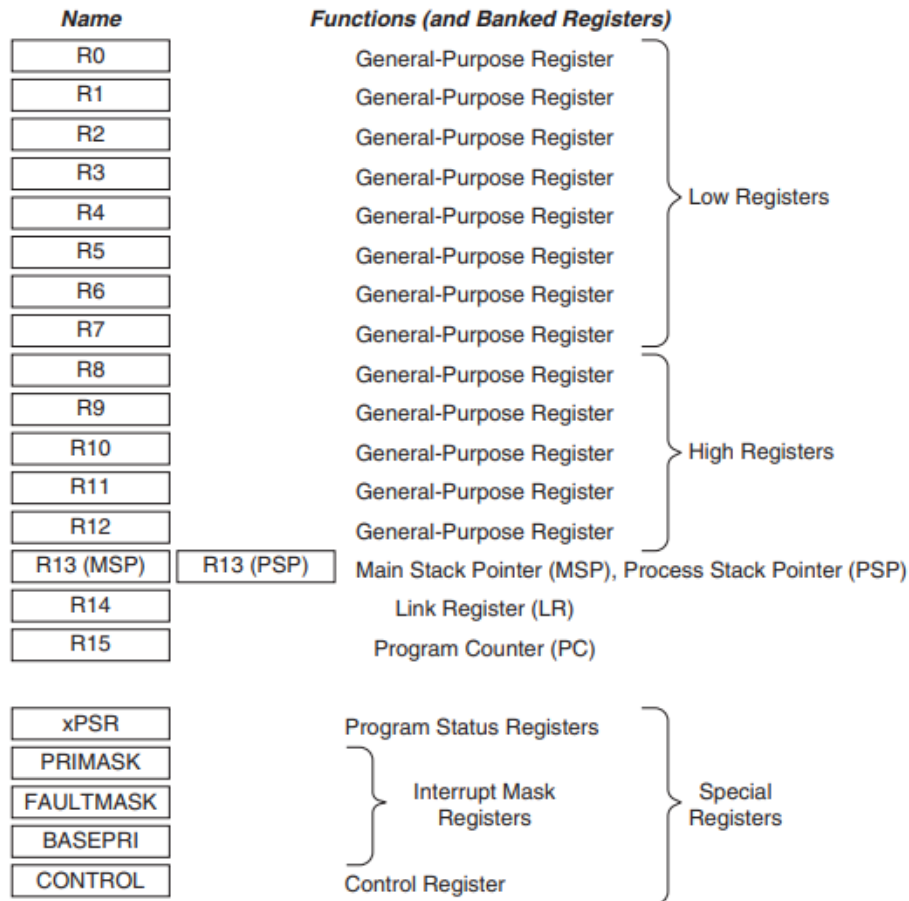 Name Functions (and Banked Registers)
R0 General-Purpose Register
R1 General-Purpose Register
R2 General-Purpose Register
R3 General-Purpose Register
Low Registers
R4 General-Purpose Register
R5 General-Purpose Register
R6 General-Purpose Register
R7 General-Purpose Register
R8 General-Purpose Register
R9 General-Purpose Register
R10 General-Purpose Register
High Registers
R11 General-Purpose Register
R12 General-Purpose Register
R13 (MSP) R13 (PSP) Main Stack Pointer (MSP), Process Stack Pointer (PSP)
R14 Link Register (LR)
R15 Program Counter (PC)
xPSR Program Status Registers
PRIMASK
FAULTMASK
BASEPRI
Interrupt Mask
Registers
Special
Registers
CONTROL Control Register